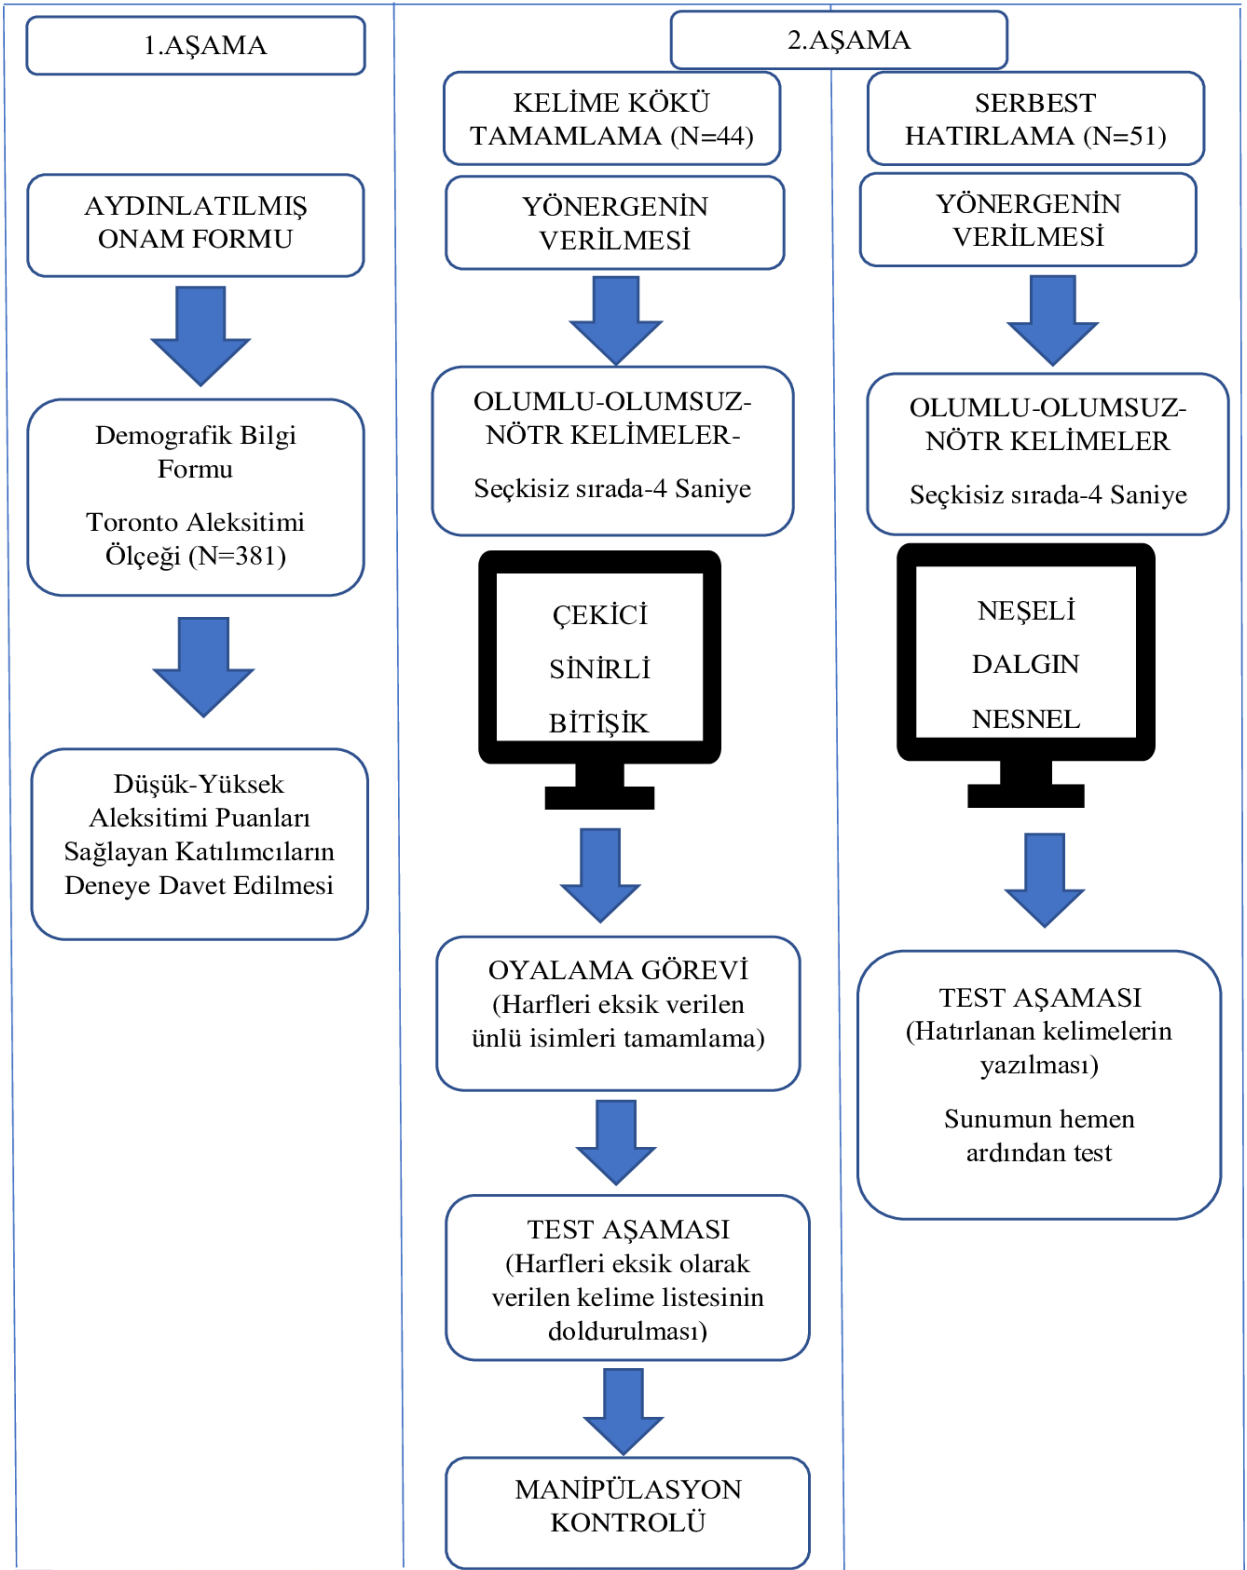 1.AŞAMA
AYDINLATILMIŞ
ONAM FORMU
Demografik Bilgi
Formu
Toronto Aleksitimi
Ölçeği (N=381)
Düşük-Yüksek
Aleksitimi Puanları
Sağlayan Katılımcıların
Deneye Davet Edilmesi
2.AŞAMA
KELİME KÖKÜ
TAMAMLAMA (N=44)
YÖNERGENİN
VERİLMESİ
OLUMLU-OLUMSUZ-
NÖTR KELİMELER-
Seçkisiz sırada-4 Saniye
ÇEKİCİ
SİNİRLİ
BİTİŞİK
OYALAMA GÖREVİ
(Harfleri eksik verilen
ünlü isimleri tamamlama)
TEST AŞAMASI
(Harfleri eksik olarak
verilen kelime listesinin
doldurulması)
MANİPÜLASYON
KONTROLÜ
SERBEST
HATIRLAMA (N=51)
YÖNERGENİN
VERİLMESİ
OLUMLU-OLUMSUZ-
NÖTR KELİMELER
Seçkisiz sırada-4 Saniye
NEŞELİ
DALGIN
NESNEL
TEST AŞAMASI
(Hatırlanan kelimelerin
yazılması)
Sunumun hemen
ardından test